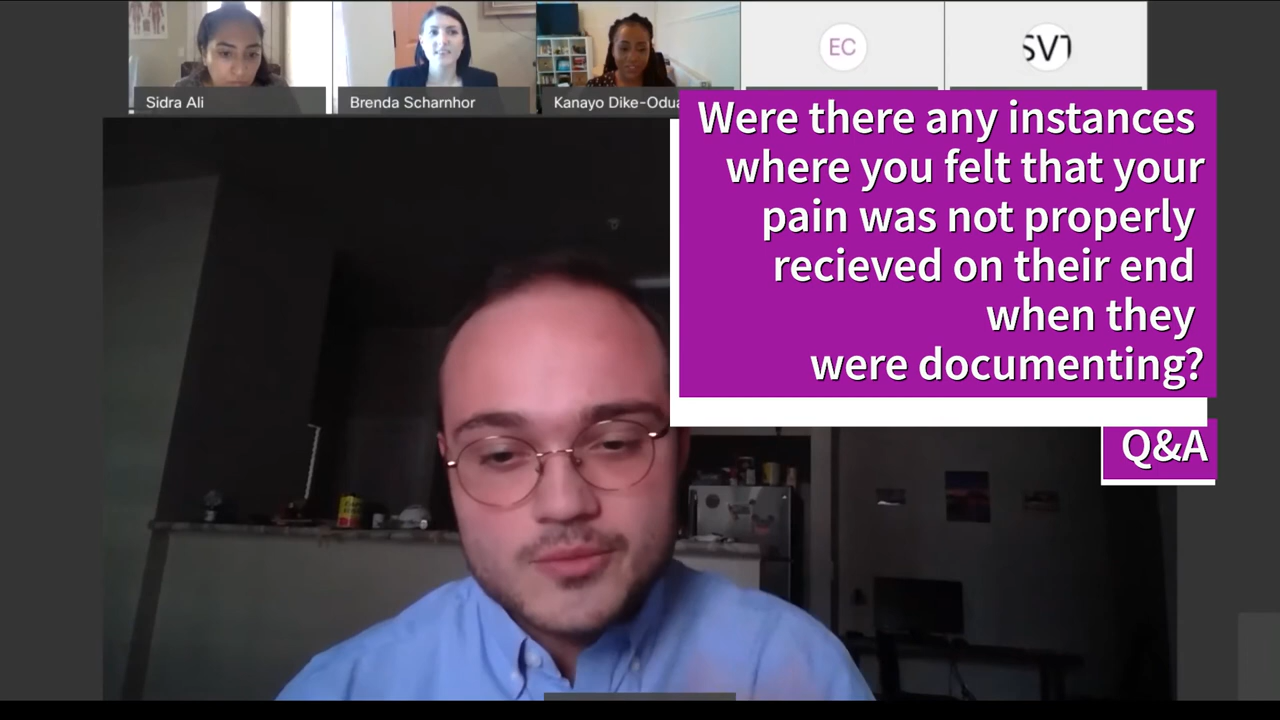 EC
SVT
Sidra Ali
Brenda Scharnhor
Kanayo Dike-Odua
Were there any instances
where you felt that your
pain was not properly
recieved on their end
when they
were documenting?
Q&A